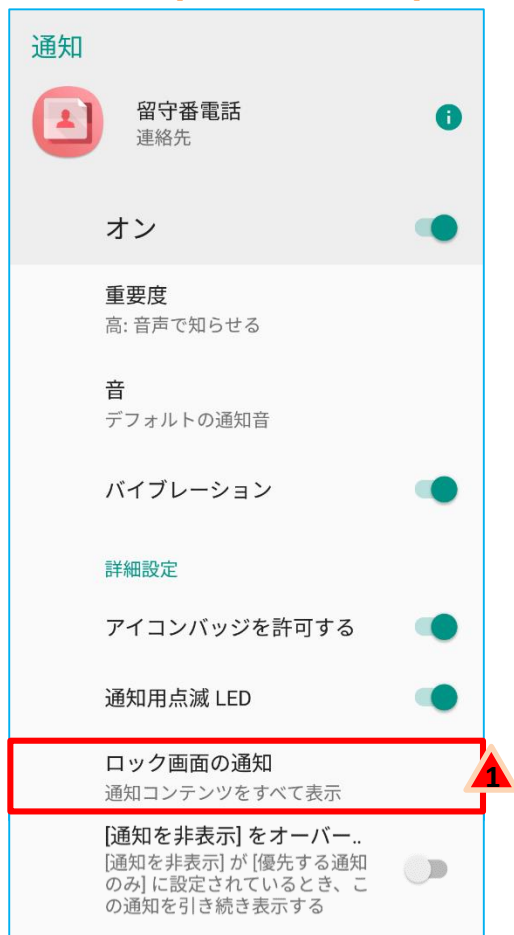 通知
留守番電話
連絡先
オン
重要度
高: 音声で知らせる
音
デフォルトの通知音
バイブレーション
詳細設定
アイコンバッジを許可する
通知用点滅 LED
ロック画面の通知
通知コンテンツをすべて表示
1
[通知を非表示] をオーバー..
[通知を非表示] が [優先する通知
のみ] に設定されているとき、こ
の通知を引き続き表示する